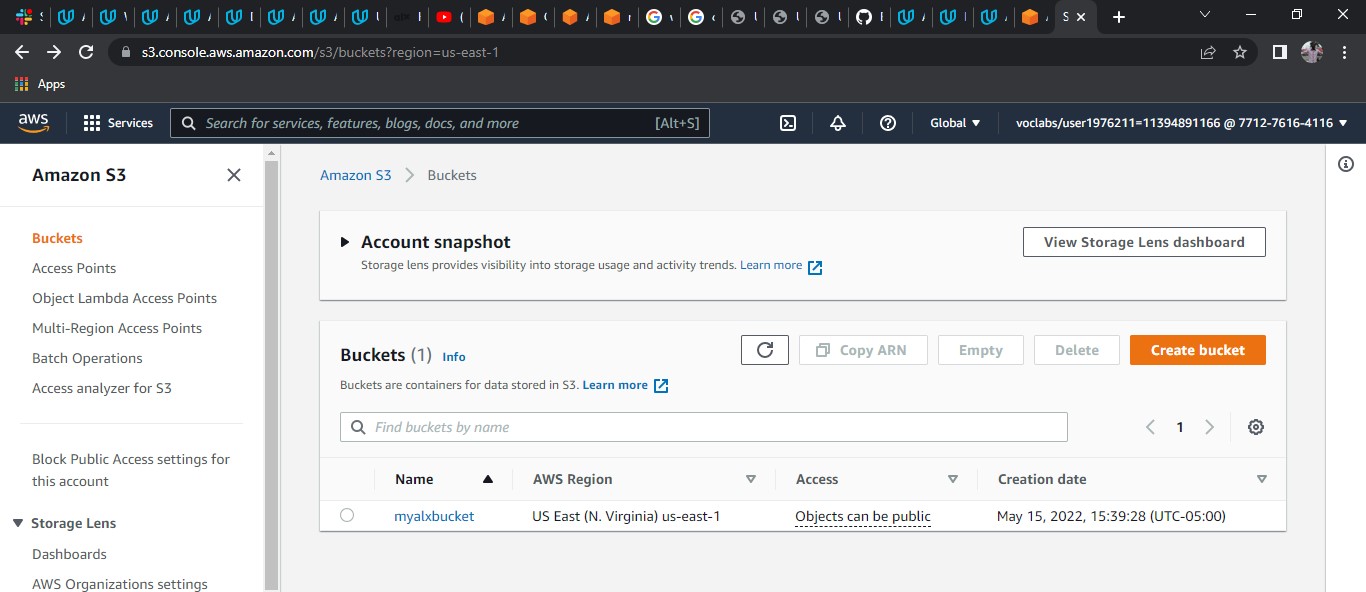 s3.console.aws.amazon.com/s3/buckets?region=us-east-1
Apps
aws
Services
Search for services, features, blogs, docs, and more [Alt+S]
Global
voclabs/user1976211=11394891166 @ 7712-7616-4116
Amazon S3
Buckets
Access Points
Object Lambda Access Points
Multi-Region Access Points
Batch Operations
Access analyzer for S3
Block Public Access settings for
this account
Storage Lens
Dashboards
AWS Organizations settings
Amazon S3 > Buckets
Account snapshot
View Storage Lens dashboard
Storage lens provides visibility into storage usage and activity trends. Learn more
Buckets (1) Info
Copy ARN
Empty
Delete
Create bucket
Buckets are containers for data stored in S3. Learn more
Find buckets by name
1
Name AWS Region Access Creation date
myalxbucket US East (N. Virginia) us-east-1 Objects can be public May 15, 2022, 15:39:28 (UTC-05:00)